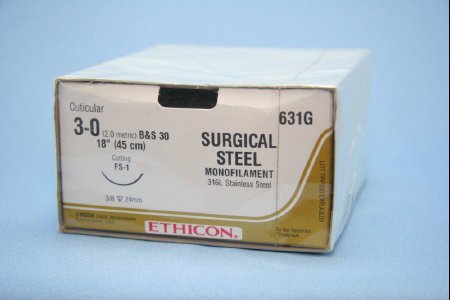 Cuticular
631G
3-0 (2.0 metric) B&S 30
18" (45 cm)
SURGICAL
STEEL
MONOFILAMENT
316L Stainless Steel
Cutting
FS-1
3/8 24mm
ETHICON